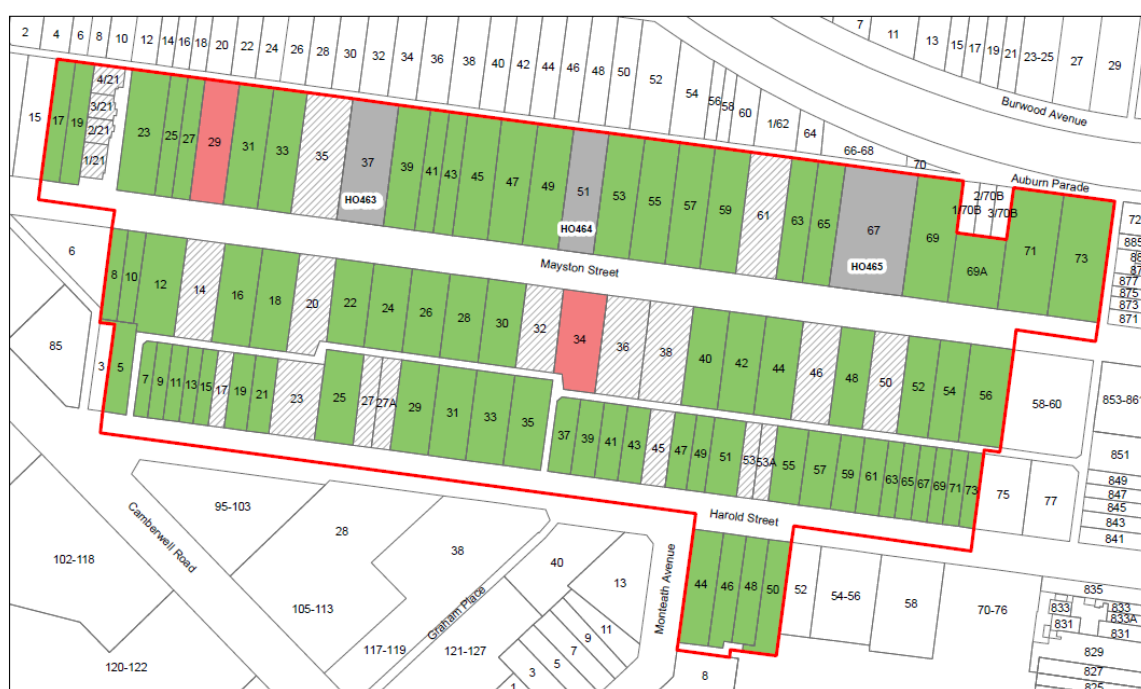 2 4 6 8 10 12 14 16 18 20 22 24 26 28 30 32 34 36 38 40 42 44 46 48 50 52 54 56 58 60 1/62 64 66-68 70
7 11 13 15 17 19 21 23-25 27 29
Burwood Avenue
Auburn Parade
15 17 19 4/21 3/21 2/21 1/21 23 25 27 29 31 33 35 37 39 41 43 45 47 49 51 53 55 57 59 61 63 65 67 69 69A 1/70B 2/70B 3/70B 71 73
HO463
HO464
HO465
72
885
877
875
873
871
Mayston Street
6 8 10 12 14 16 18 20 22 24 26 28 30 32 34 36 38 40 42 44 46 48 50 52 54 56 58-60
853-861
851
849
847
845
843
841
85 3 5 7 9 11 13 15 17 19 21 23 25 27 27A 29 31 33 35 37 39 41 43 45 47 49 51 53 53A 55 57 59 61 63 65 67 69 71 73 75 77
Harold Street
95-103
28
38
40
13
11
9
7
5
3
1
Camberwell Road
102-118
105-113
Graham Place
117-119
121-127
120-122
Monteath Avenue
44 46 48 50 52 54-56 58 70-76
8
835
833 833
833A
831 831
829
827
825